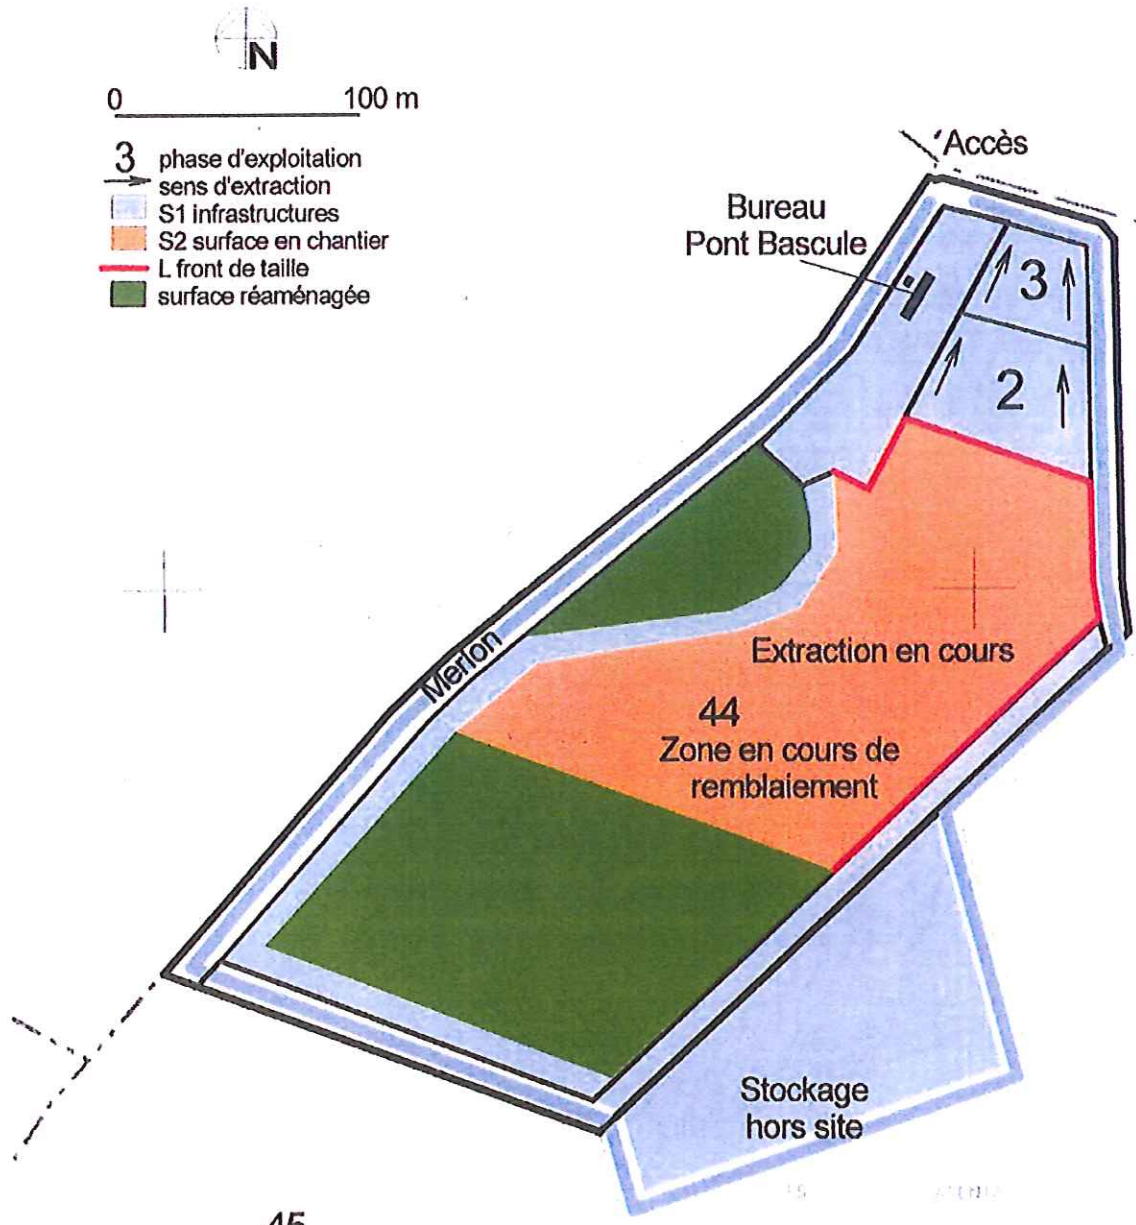 N
0 100 m
3 phase d'exploitation
sens d'extraction
S1 infrastructures
S2 surface en chantier
L front de taille
surface réaménagée
Accès
Bureau
Pont Bascule
3
2
Merlon
Extraction en cours
44
Zone en cours de
remblaiement
Stockage
hors site
45